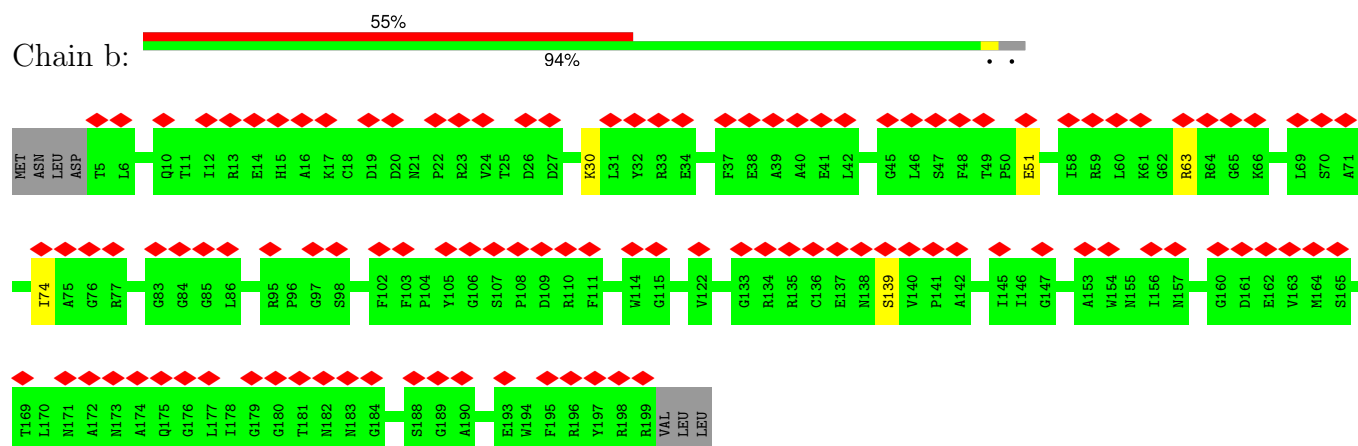 55%
Chain b:
94%
MET ASN LEU ASP T5 L6 Q10 T11 I12 R13 E14 H15 A16 K17 C18 D19 D20 N21 P22 R23 V24 T25 D26 D27 K30 L31 Y32 R33 E34 F37 E38 A39 A40 E41 L42 G45 L46 S47 F48 T49 P50 E51 I58 R59 L60 K61 G62 R63 R64 G65 K66 L69 S70 A71
I74 A75 G76 R77 G83 G84 G85 L86 R95 P96 G97 S98 F102 F103 P104 Y105 G106 S107 P108 D109 R110 F111 W114 G115 V122 G133 R134 R135 C136 E137 N138 S139 V140 P141 A142 I145 I146 G147 A153 W154 N155 I156 N157 G160 D161 E162 V163 M164 S165
T169 L170 N171 A172 N173 A174 Q175 G176 L177 I178 G179 G180 T181 N182 N183 G184 S188 G189 A190 E193 W194 F195 R196 Y197 R198 R199 VAL LEU LEU